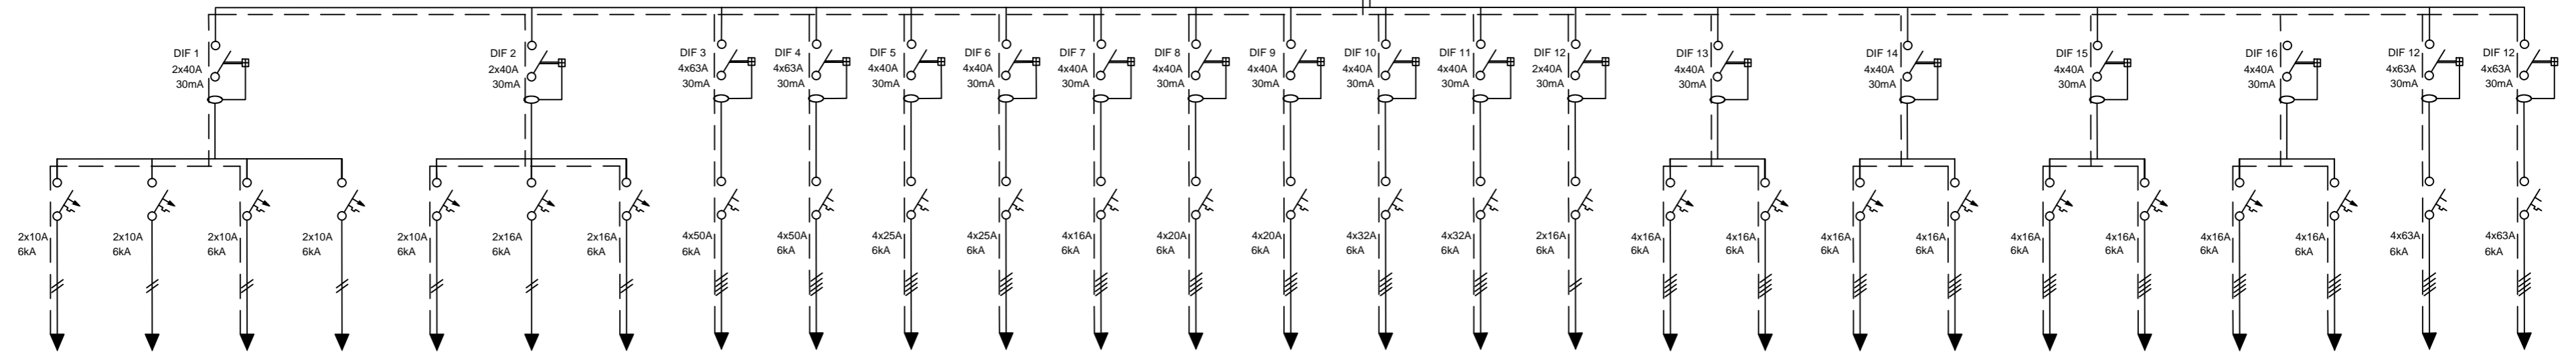 DIF 1
2x40A
30mA
DIF 2
2x40A
30mA
DIF 3
4x63A
30mA
DIF 4
4x63A
30mA
DIF 5
4x40A
30mA
DIF 6
4x40A
30mA
DIF 7
4x40A
30mA
DIF 8
4x40A
30mA
DIF 9
4x40A
30mA
DIF 10
4x40A
30mA
DIF 11
4x40A
30mA
DIF 12
2x40A
30mA
DIF 13
4x40A
30mA
DIF 14
4x40A
30mA
DIF 15
4x40A
30mA
DIF 16
4x40A
30mA
DIF 12
4x63A
30mA
DIF 12
4x63A
30mA
2x10A
6kA
2x10A
6kA
2x10A
6kA
2x10A
6kA
2x10A
6kA
2x16A
6kA
2x16A
6kA
4x50A
6kA
4x50A
6kA
4x25A
6kA
4x25A
6kA
4x16A
6kA
4x20A
6kA
4x20A
6kA
4x32A
6kA
4x32A
6kA
2x16A
6kA
4x16A
6kA
4x16A
6kA
4x16A
6kA
4x16A
6kA
4x16A
6kA
4x16A
6kA
4x16A
6kA
4x16A
6kA
4x63A
6kA
4x63A
6kA